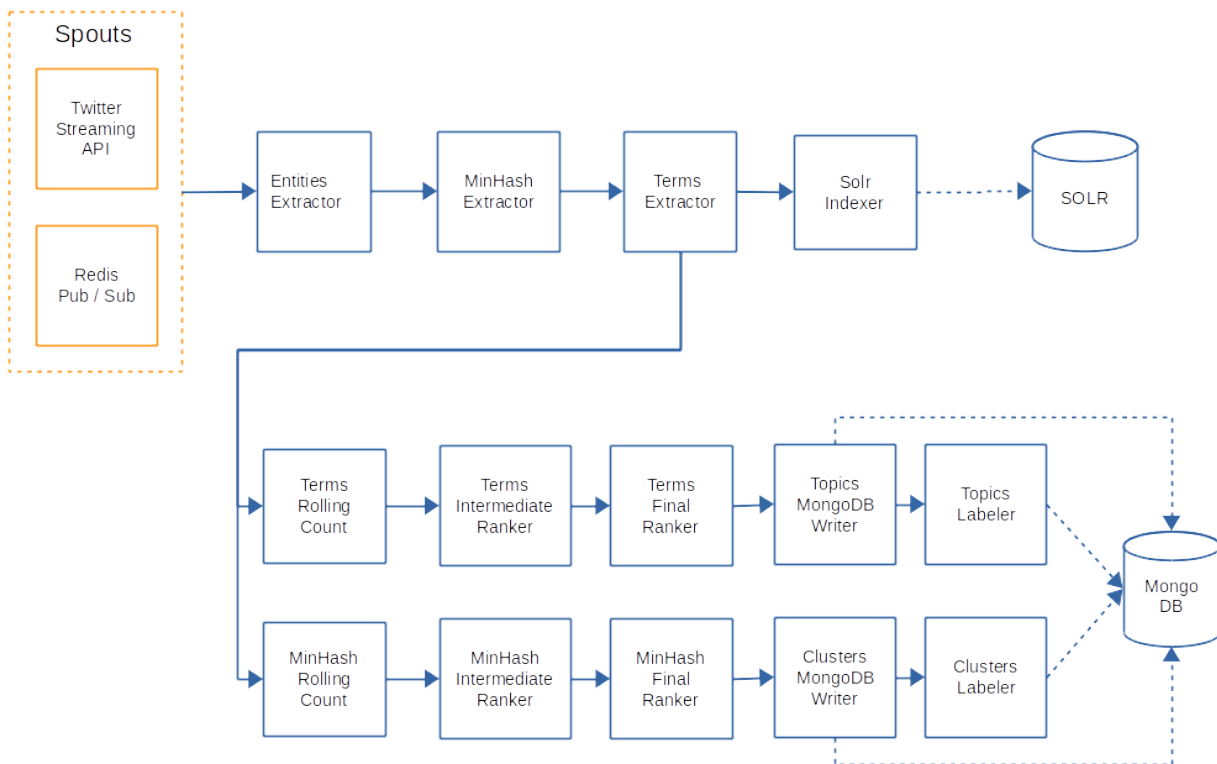 Spouts
Twitter
Streaming
API
Redis
Pub / Sub
Entities
Extractor
MinHash
Extractor
Terms
Extractor
Solr
Indexer
SOLR
Terms
Rolling
Count
Terms
Intermediate
Ranker
Terms
Final
Ranker
Topics
MongoDB
Writer
Topics
Labeler
Mongo
DB
MinHash
Rolling
Count
MinHash
Intermediate
Ranker
MinHash
Final
Ranker
Clusters
MongoDB
Writer
Clusters
Labeler